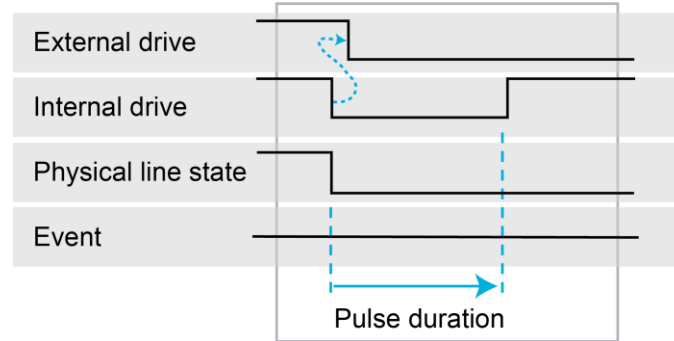 External drive
Internal drive
Physical line state
Event
Pulse duration